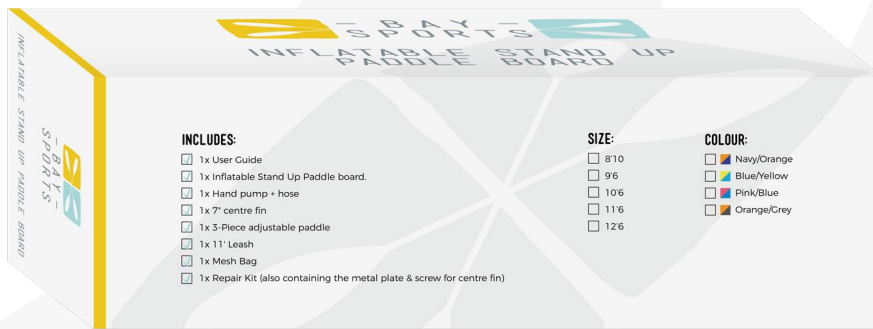 – BAY –
SPORTS
INFLATABLE STAND UP
PADDLE BOARD
INFLATABLE STAND UP PADDLE BOARD
– BAY –
SPORTS
INCLUDES:
1x User Guide
1x Inflatable Stand Up Paddle board.
1x Hand pump + hose
1x 7" centre fin
1x 3-Piece adjustable paddle
1x 11' Leash
1x Mesh Bag
1x Repair Kit (also containing the metal plate & screw for centre fin)
SIZE:
8'10
9'6
10'6
11'6
12'6
COLOUR:
Navy/Orange
Blue/Yellow
Pink/Blue
Orange/Grey